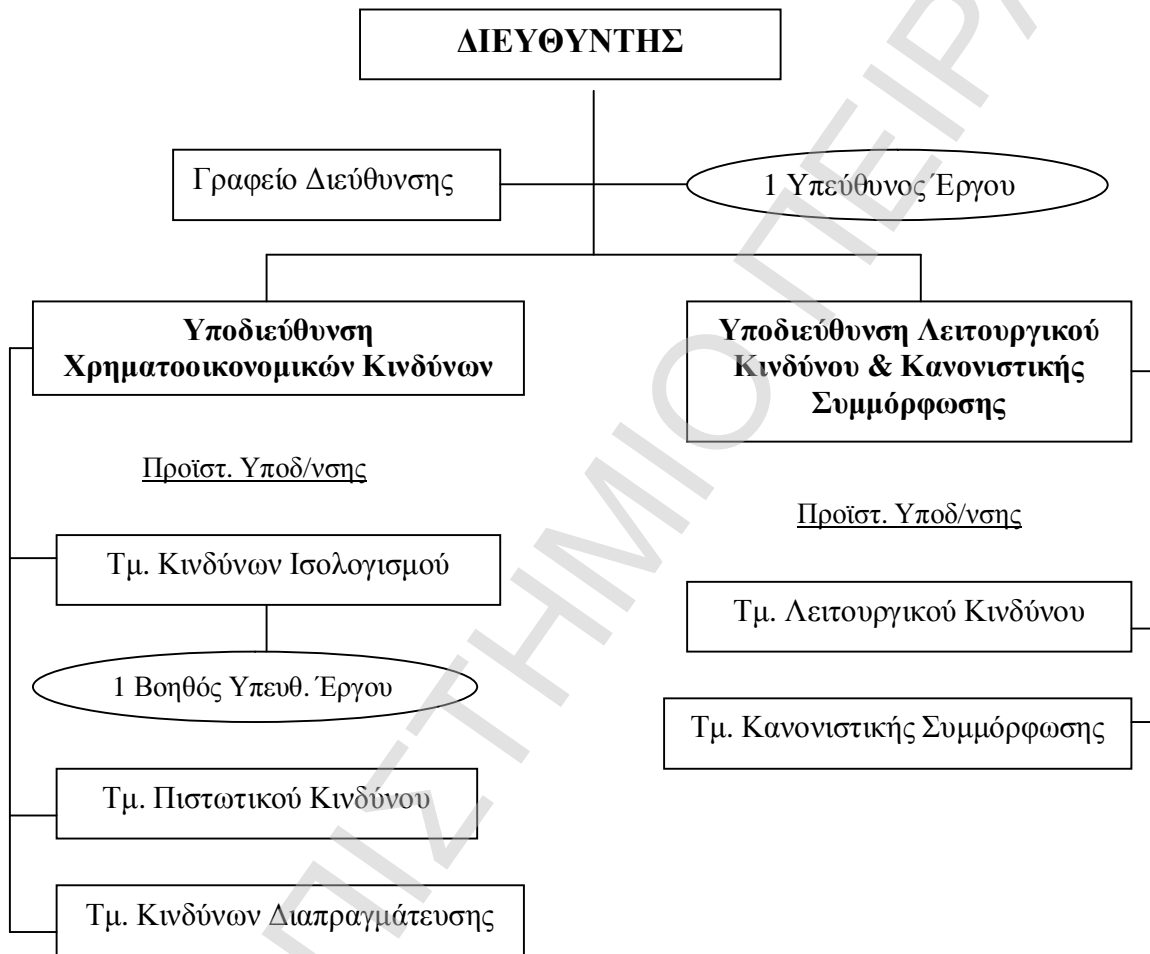 ΔΙΕΥΘΥΝΤΗΣ
Γραφείο Διεύθυνσης
1 Υπεύθυνος Έργου
Υποδιεύθυνση
Χρηματοοικονομικών Κινδύνων
Προϊστ. Υποδ/νσης
Τμ. Κινδύνων Ισολογισμού
1 Βοηθός Υπευθ. Έργου
Τμ. Πιστωτικού Κινδύνου
Τμ. Κινδύνων Διαπραγμάτευσης
Υποδιεύθυνση Λειτουργικού
Κινδύνου & Κανονιστικής
Συμμόρφωσης
Προϊστ. Υποδ/νσης
Τμ. Λειτουργικού Κινδύνου
Τμ. Κανονιστικής Συμμόρφωσης